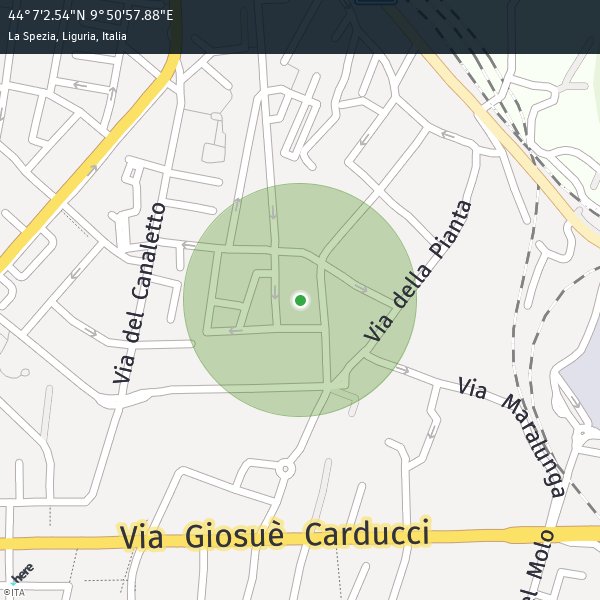 44°7'2.54"N 9°50'57.88"E
La Spezia, Liguria, Italia
Via del Canaletto
Via della Pianta
Via Maralunga
Via Giosuè Carducci
el Molo
here
©ITA